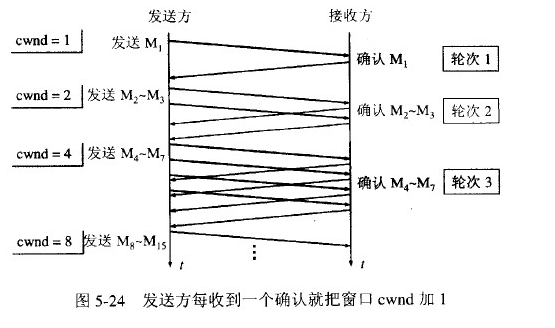 发送方 接收方
cwnd = 1 发送 M1
确认 M1 轮次 1
cwnd = 2 发送 M2~M3
确认 M2~M3 轮次 2
cwnd = 4 发送 M4~M7
确认 M4~M7 轮次 3
cwnd = 8 发送 M8~M15
t t
图 5-24 发送方每收到一个确认就把窗口 cwnd 加 1